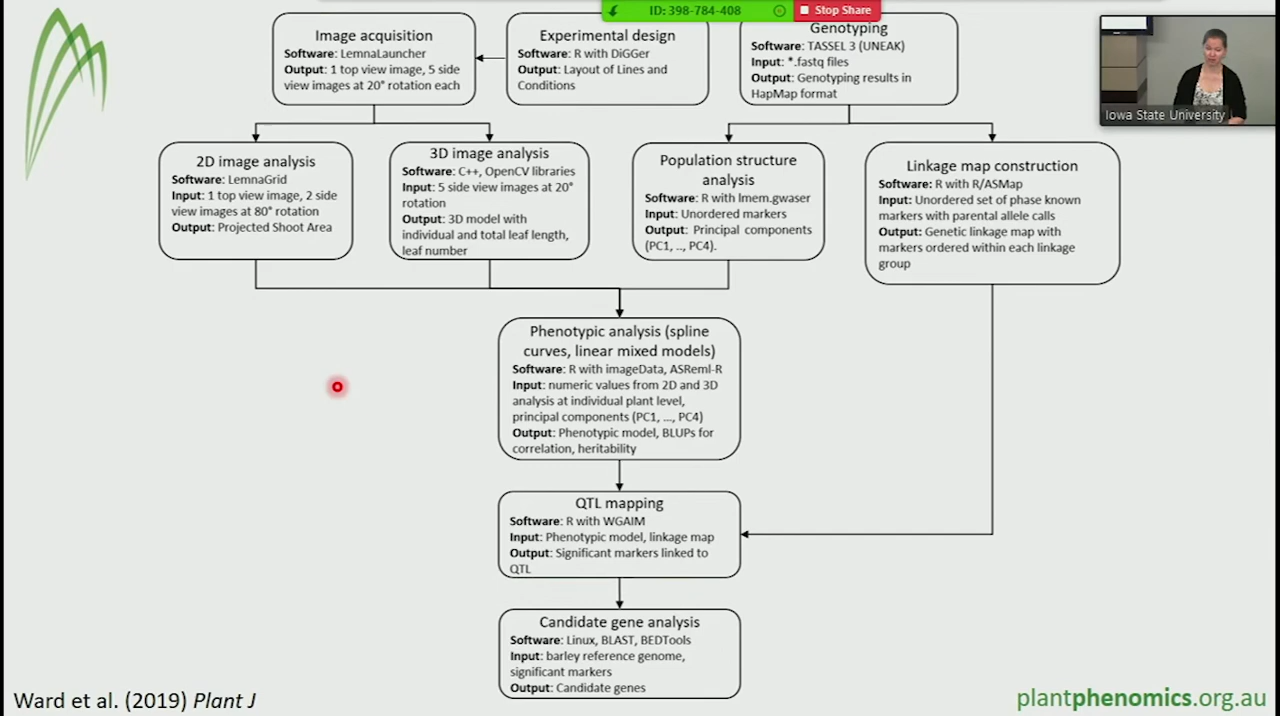 ID: 398-784-408
Stop Share
Image acquisition
Software: LemnaLauncher
Output: 1 top view image, 5 side
view images at 20° rotation each
Experimental design
Software: R with DiGGer
Output: Layout of Lines and
Conditions
Genotyping
Software: TASSEL 3 (UNEAK)
Input: *.fastq files
Output: Genotyping results in
HapMap format
Iowa State University
2D image analysis
Software: LemnaGrid
Input: 1 top view image, 2 side
view images at 80° rotation
Output: Projected Shoot Area
3D image analysis
Software: C++, OpenCV libraries
Input: 5 side view images at 20°
rotation
Output: 3D model with
individual and total leaf length,
leaf number
Population structure
analysis
Software: R with lmem.gwaser
Input: Unordered markers
Output: Principal components
(PC1, .., PC4).
Linkage map construction
Software: R with R/ASMap
Input: Unordered set of phase known
markers with parental allele calls
Output: Genetic linkage map with
markers ordered within each linkage
group
Phenotypic analysis (spline
curves, linear mixed models)
Software: R with imageData, ASReml-R
Input: numeric values from 2D and 3D
analysis at individual plant level,
principal components (PC1, ..., PC4)
Output: Phenotypic model, BLUPs for
correlation, heritability
QTL mapping
Software: R with WGAIM
Input: Phenotypic model, linkage map
Output: Significant markers linked to
QTL
Candidate gene analysis
Software: Linux, BLAST, BEDTools
Input: barley reference genome,
significant markers
Output: Candidate genes
Ward et al. (2019) Plant J
plantphenomics.org.au